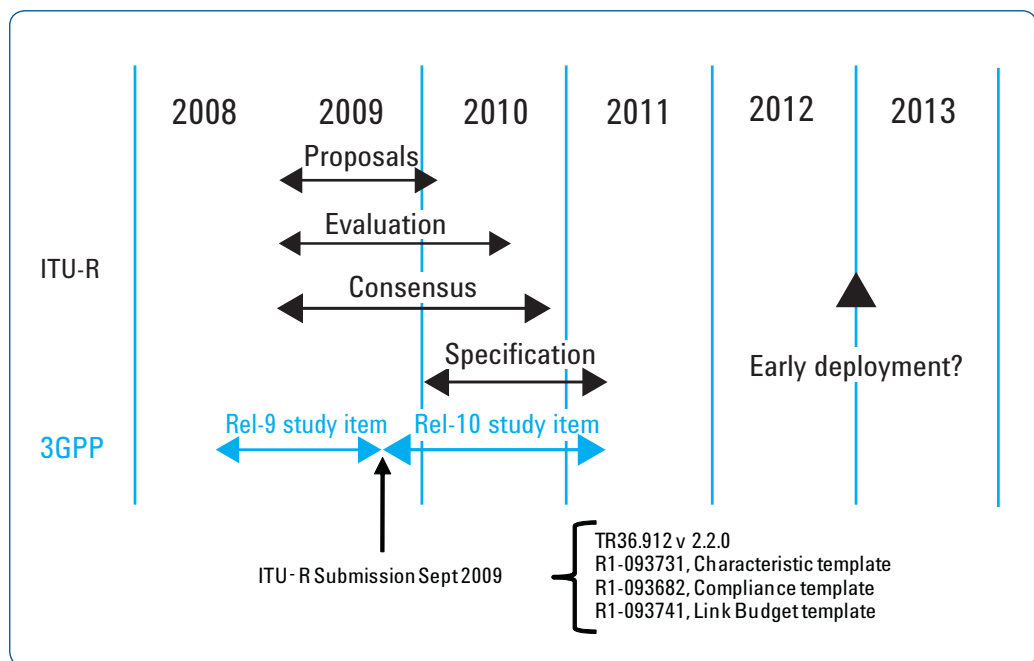 2008 2009 2010 2011 2012 2013
Proposals
Evaluation
ITU-R
Consensus
Specification
Early deployment?
Rel-9 study item Rel-10 study item
3GPP
TR36.912 v 2.2.0
ITU-R Submission Sept 2009
R1-093731, Characteristic template
R1-093682, Compliance template
R1-093741, Link Budget template